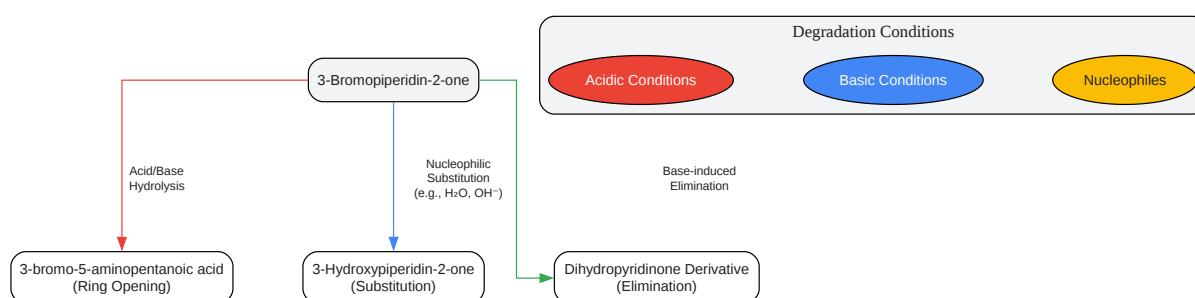 Degradation Conditions
Acidic Conditions
Basic Conditions
Nucleophiles
3-Bromopiperidin-2-one
Acid/Base
Hydrolysis
Nucleophilic
Substitution
(e.g., H₂O, OH⁻)
Base-induced
Elimination
3-bromo-5-aminopentanoic acid
(Ring Opening)
3-Hydroxypiperidin-2-one
(Substitution)
Dihydropyridinone Derivative
(Elimination)